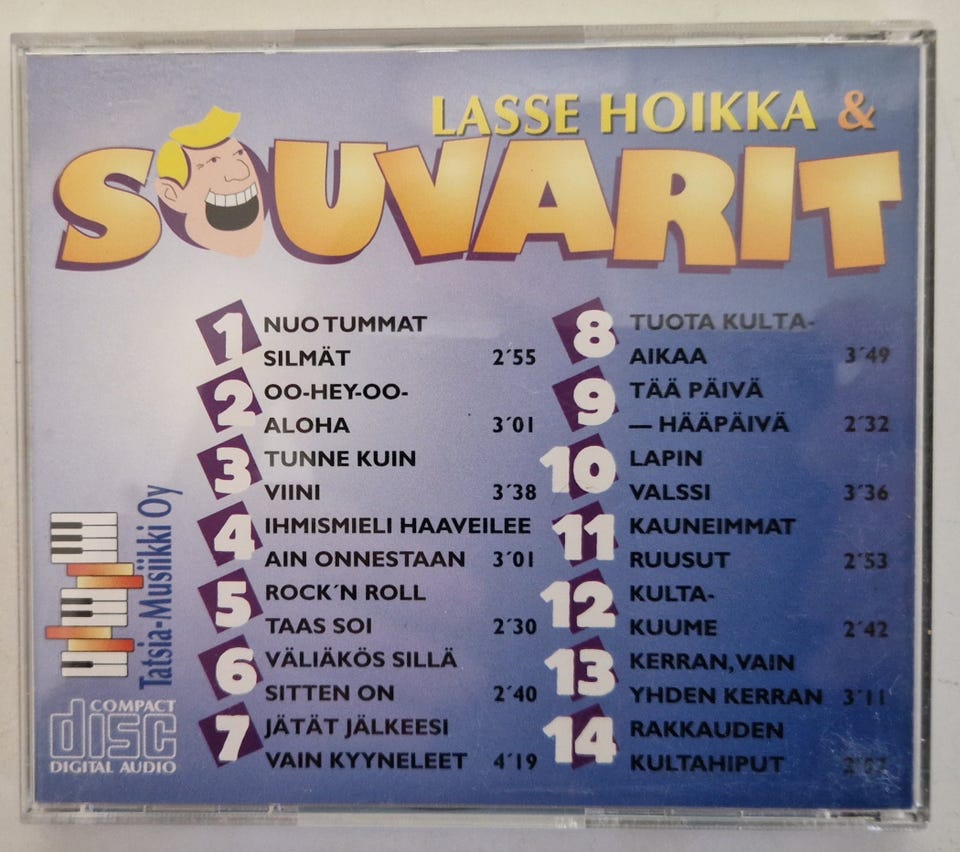 LASSE HOIKKA &
SOUVARIT
1 NUO TUMMAT
SILMÄT 2´55
2 OO-HEY-OO-
ALOHA 3´01
3 TUNNE KUIN
VIINI 3´38
4 IHMISMIELI HAAVEILEE
AIN ONNESTAAN 3´01
5 ROCK´N ROLL
TAAS SOI 2´30
6 VÄLIÄKÖS SILLÄ
SITTEN ON 2´40
7 JÄTÄT JÄLKEESI
VAIN KYYNELEET 4´19
8 TUOTA KULTA-
AIKAA 3´49
9 TÄÄ PÄIVÄ
— HÄÄPÄIVÄ 2´32
10 LAPIN
VALSSI 3´36
11 KAUNEIMMAT
RUUSUT 2´53
12 KULTA-
KUUME 2´42
13 KERRAN, VAIN
YHDEN KERRAN 3´11
14 RAKKAUDEN
KULTAHIPUT
Tatsia-Musiikki Oy
COMPACT
disc
DIGITAL AUDIO